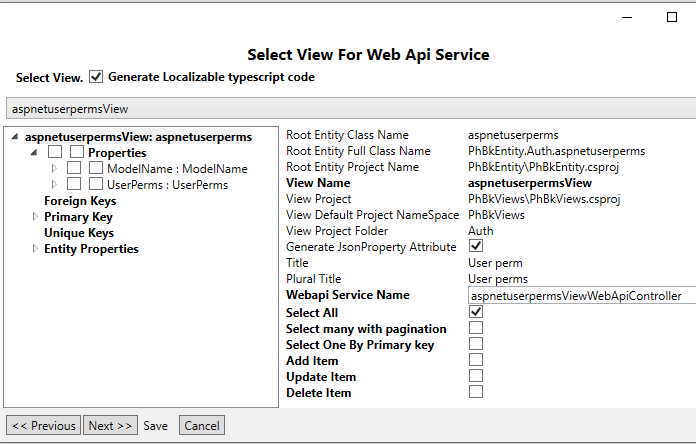 Select View For Web Api Service
Select View. Generate Localizable typescript code
aspnetuserpermsView
aspnetuserpermsView: aspnetuserperms
Properties
ModelName : ModelName
UserPerms : UserPerms
Foreign Keys
Primary Key
Unique Keys
Entity Properties
Root Entity Class Name aspnetuserperms
Root Entity Full Class Name PhBkEntity.Auth.aspnetuserperms
Root Entity Project Name PhBkEntity\PhBkEntity.csproj
View Name aspnetuserpermsView
View Project PhBkViews\PhBkViews.csproj
View Default Project NameSpace PhBkViews
View Project Folder Auth
Generate JsonProperty Attribute
Title User perm
Plural Title User perms
Webapi Service Name aspnetuserpermsViewWebApiController
Select All
Select many with pagination
Select One By Primary key
Add Item
Update Item
Delete Item
<< Previous Next >> Save Cancel